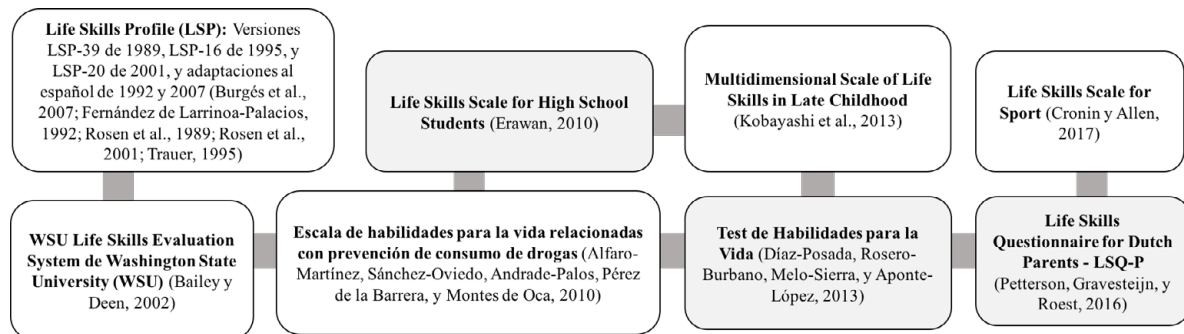 Life Skills Profile (LSP): Versiones
LSP-39 de 1989, LSP-16 de 1995, y
LSP-20 de 2001, y adaptaciones al
español de 1992 y 2007 (Burgés et al.,
2007; Fernández de Larrinoa-Palacios,
1992; Rosen et al., 1989; Rosen et al.,
2001; Trauer, 1995)
WSU Life Skills Evaluation
System de Washington State
University (WSU) (Bailey y
Deen, 2002)
Escala de habilidades para la vida relacionadas
con prevención de consumo de drogas (Alfaro-
Martínez, Sánchez-Oviedo, Andrade-Palos, Pérez
de la Barrera, y Montes de Oca, 2010)
Life Skills Scale for High School
Students (Erawan, 2010)
Multidimensional Scale of Life
Skills in Late Childhood
(Kobayashi et al., 2013)
Test de Habilidades para la
Vida (Díaz-Posada, Rosero-
Burbano, Melo-Sierra, y Aponte-
López, 2013)
Life Skills
Questionnaire for Dutch
Parents - LSQ-P
(Petterson, Gravesteijn, y
Roest, 2016)
Life Skills Scale for
Sport (Cronin y Allen,
2017)